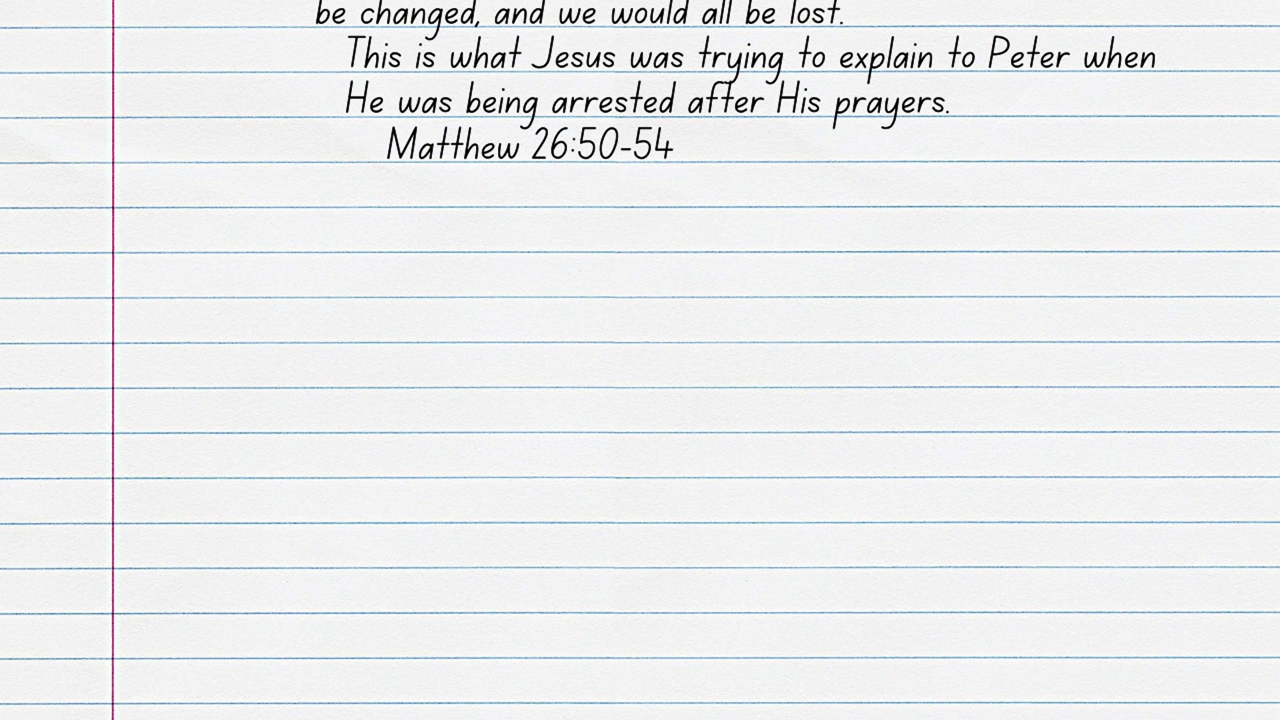 be changed, and we would all be lost.
This is what Jesus was trying to explain to Peter when
He was being arrested after His prayers.
Matthew 26:50-54